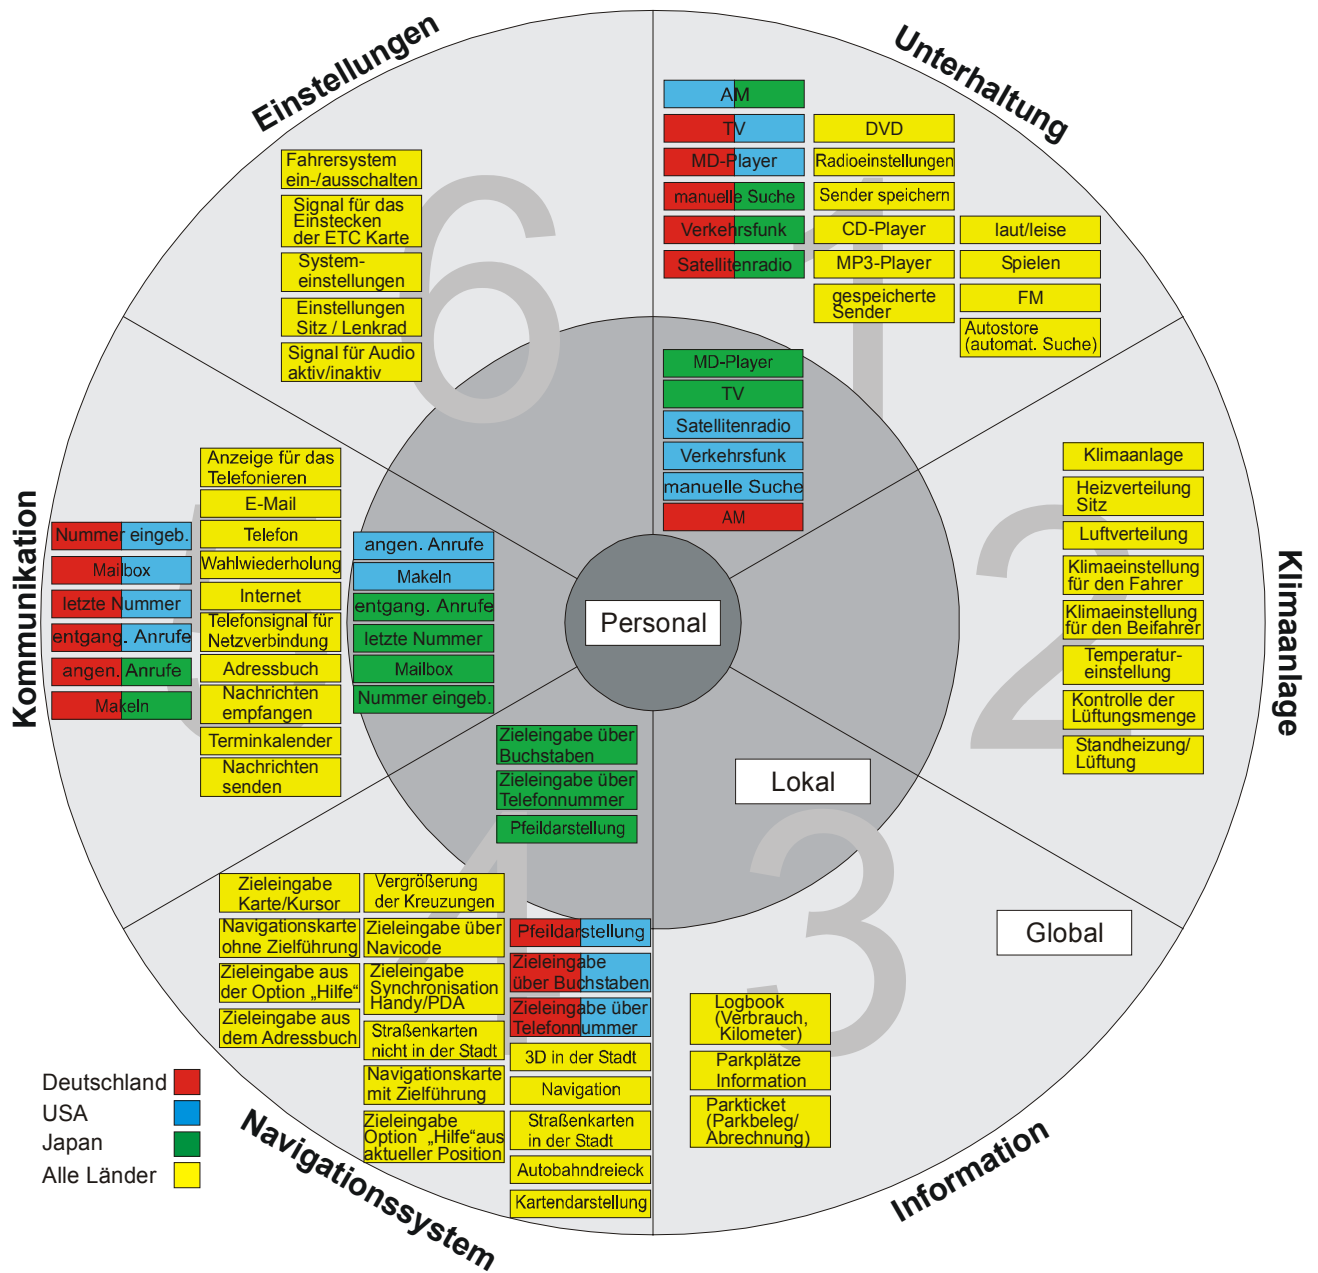 Einstellungen
Fahrersystem
ein-/ausschalten
Signal für das
Einstecken
der ETC Karte
System-
einstellungen
Einstellungen
Sitz / Lenkrad
Signal für Audio
aktiv/inaktiv
6
Unterhaltung
AM
TV
MD-Player
manuelle Suche
Verkehrsfunk
Satellitenradio
DVD
Radioeinstellungen
Sender speichern
CD-Player
MP3-Player
gespeicherte
Sender
laut/leise
Spielen
FM
Autostore
(automat. Suche)
1
MD-Player
TV
Satellitenradio
Verkehrsfunk
manuelle Suche
AM
Klimaanlage
Klimaanlage
Heizverteilung
Sitz
Luftverteilung
Klimaeinstellung
für den Fahrer
Klimaeinstellung
für den Beifahrer
Temperatur-
einstellung
Kontrolle der
Lüftungsmenge
Standheizung/
Lüftung
2
Kommunikation
Nummer eingeb.
Mailbox
letzte Nummer
entgang. Anrufe
angen. Anrufe
Makeln
Anzeige für das
Telefonieren
E-Mail
Telefon
Wahlwiederholung
Internet
Telefonsignal für
Netzverbindung
Adressbuch
Nachrichten
empfangen
Terminkalender
Nachrichten
senden
angen. Anrufe
Makeln
entgang. Anrufe
letzte Nummer
Mailbox
Nummer eingeb.
Personal
Lokal
Global
Zieleingabe über
Buchstaben
Zieleingabe über
Telefonnummer
Pfeildarstellung
4
Zieleingabe
Karte/Kursor
Navigationskarte
ohne Zielführung
Zieleingabe aus
der Option „Hilfe“
Zieleingabe aus
dem Adressbuch
Vergrößerung
der Kreuzungen
Zieleingabe über
Navicode
Zieleingabe
Synchronisation
Handy/PDA
Straßenkarten
nicht in der Stadt
Navigationskarte
mit Zielführung
Zieleingabe
Option „Hilfe“aus
aktueller Position
Pfeildarstellung
Zieleingabe
über Buchstaben
Zieleingabe über
Telefonnummer
3D in der Stadt
Navigation
Straßenkarten
in der Stadt
Autobahndreieck
Kartendarstellung
Navigationssystem
3
Logbook
(Verbrauch,
Kilometer)
Parkplätze
Information
Parkticket
(Parkbeleg/
Abrechnung)
Information
Deutschland
USA
Japan
Alle Länder